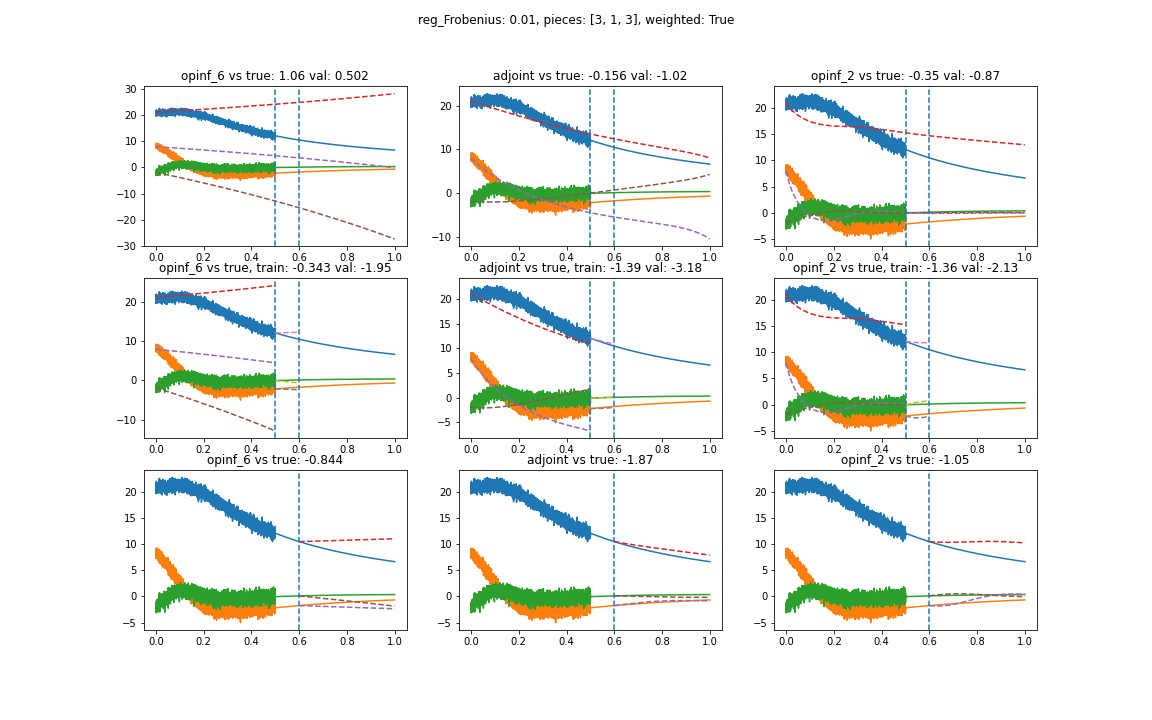 reg_Frobenius: 0.01, pieces: [3, 1, 3], weighted: True
opinf_6 vs true: 1.06 val: 0.502
30
20
10
0
−10
−20
−30
0.0 0.2 0.4 0.6 0.8 1.0
adjoint vs true: -0.156 val: -1.02
20
10
0
−10
0.0 0.2 0.4 0.6 0.8 1.0
opinf_2 vs true: -0.35 val: -0.87
20
15
10
5
0
−5
0.0 0.2 0.4 0.6 0.8 1.0
opinf_6 vs true, train: -0.343 val: -1.95
20
10
0
−10
0.0 0.2 0.4 0.6 0.8 1.0
adjoint vs true, train: -1.39 val: -3.18
20
15
10
5
0
−5
0.0 0.2 0.4 0.6 0.8 1.0
opinf_2 vs true, train: -1.36 val: -2.13
20
15
10
5
0
−5
0.0 0.2 0.4 0.6 0.8 1.0
opinf_6 vs true: -0.844
20
15
10
5
0
−5
0.0 0.2 0.4 0.6 0.8 1.0
adjoint vs true: -1.87
20
15
10
5
0
−5
0.0 0.2 0.4 0.6 0.8 1.0
opinf_2 vs true: -1.05
20
15
10
5
0
−5
0.0 0.2 0.4 0.6 0.8 1.0